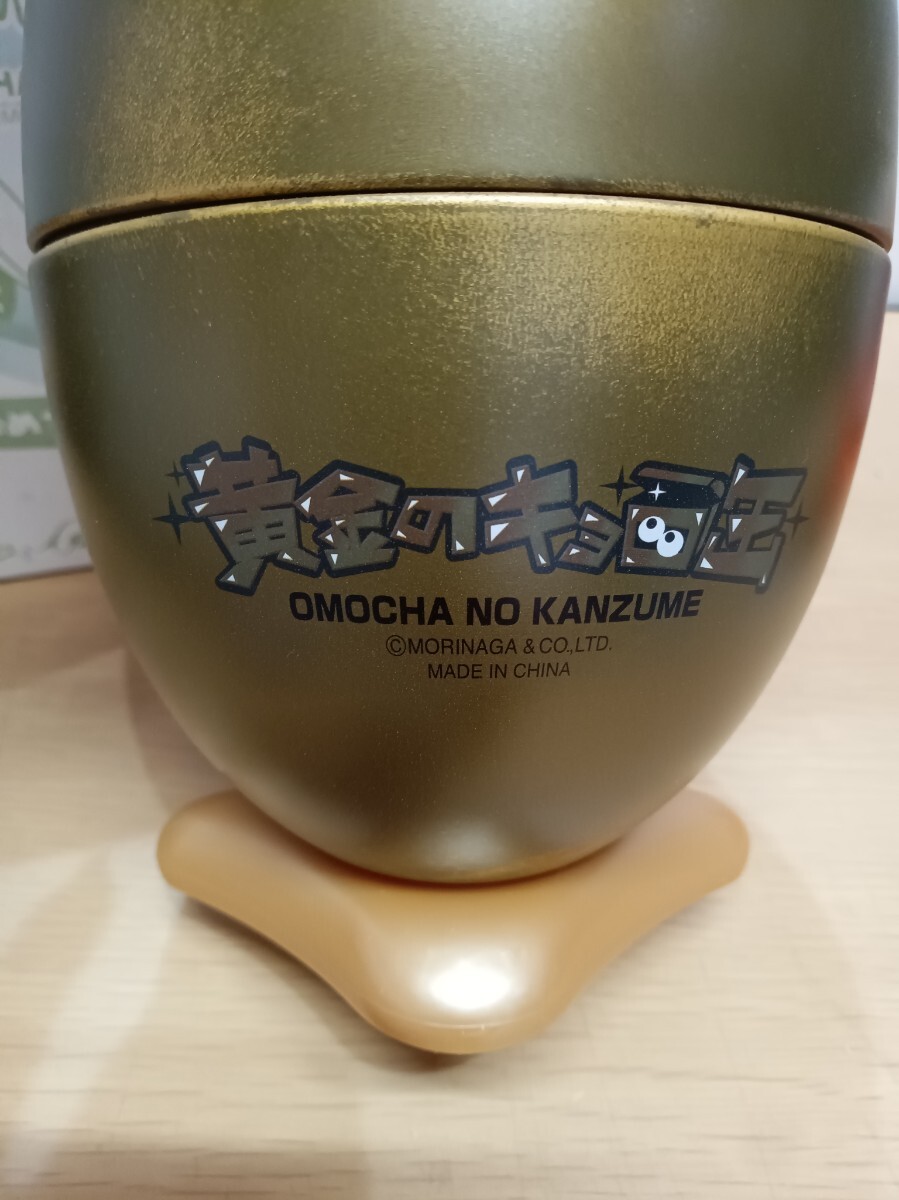 黄金のキョロ缶
OMOCHA NO KANZUME
©MORINAGA & CO.,LTD.
MADE IN CHINA